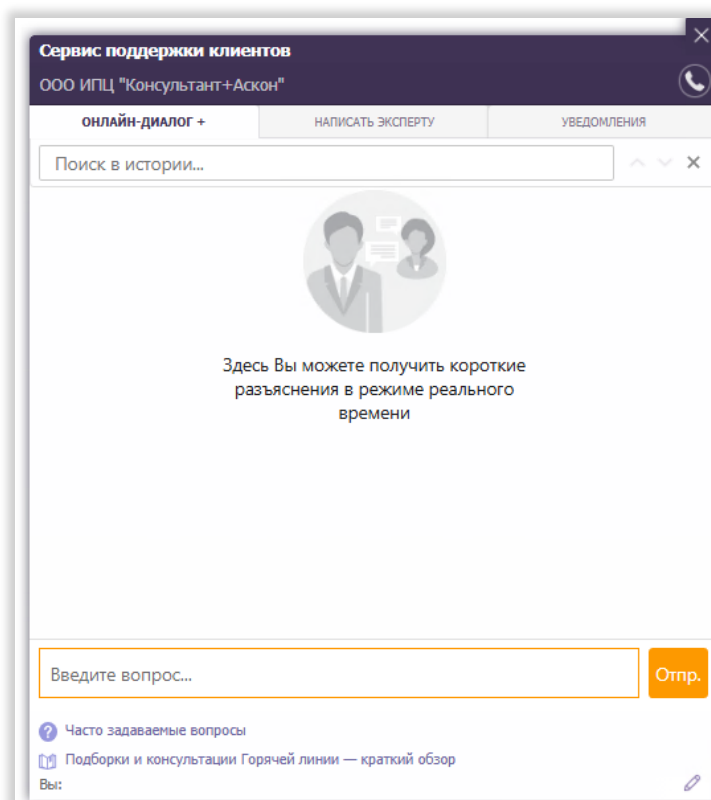 Сервис поддержки клиентов
ООО ИПЦ "Консультант+Аскон"
ОНЛАЙН-ДИАЛОГ +
НАПИСАТЬ ЭКСПЕРТУ
УВЕДОМЛЕНИЯ
Поиск в истории...
Здесь Вы можете получить короткие
разъяснения в режиме реального
времени
Введите вопрос...
Отпр.
Часто задаваемые вопросы
Подборки и консультации Горячей линии — краткий обзор
Вы: